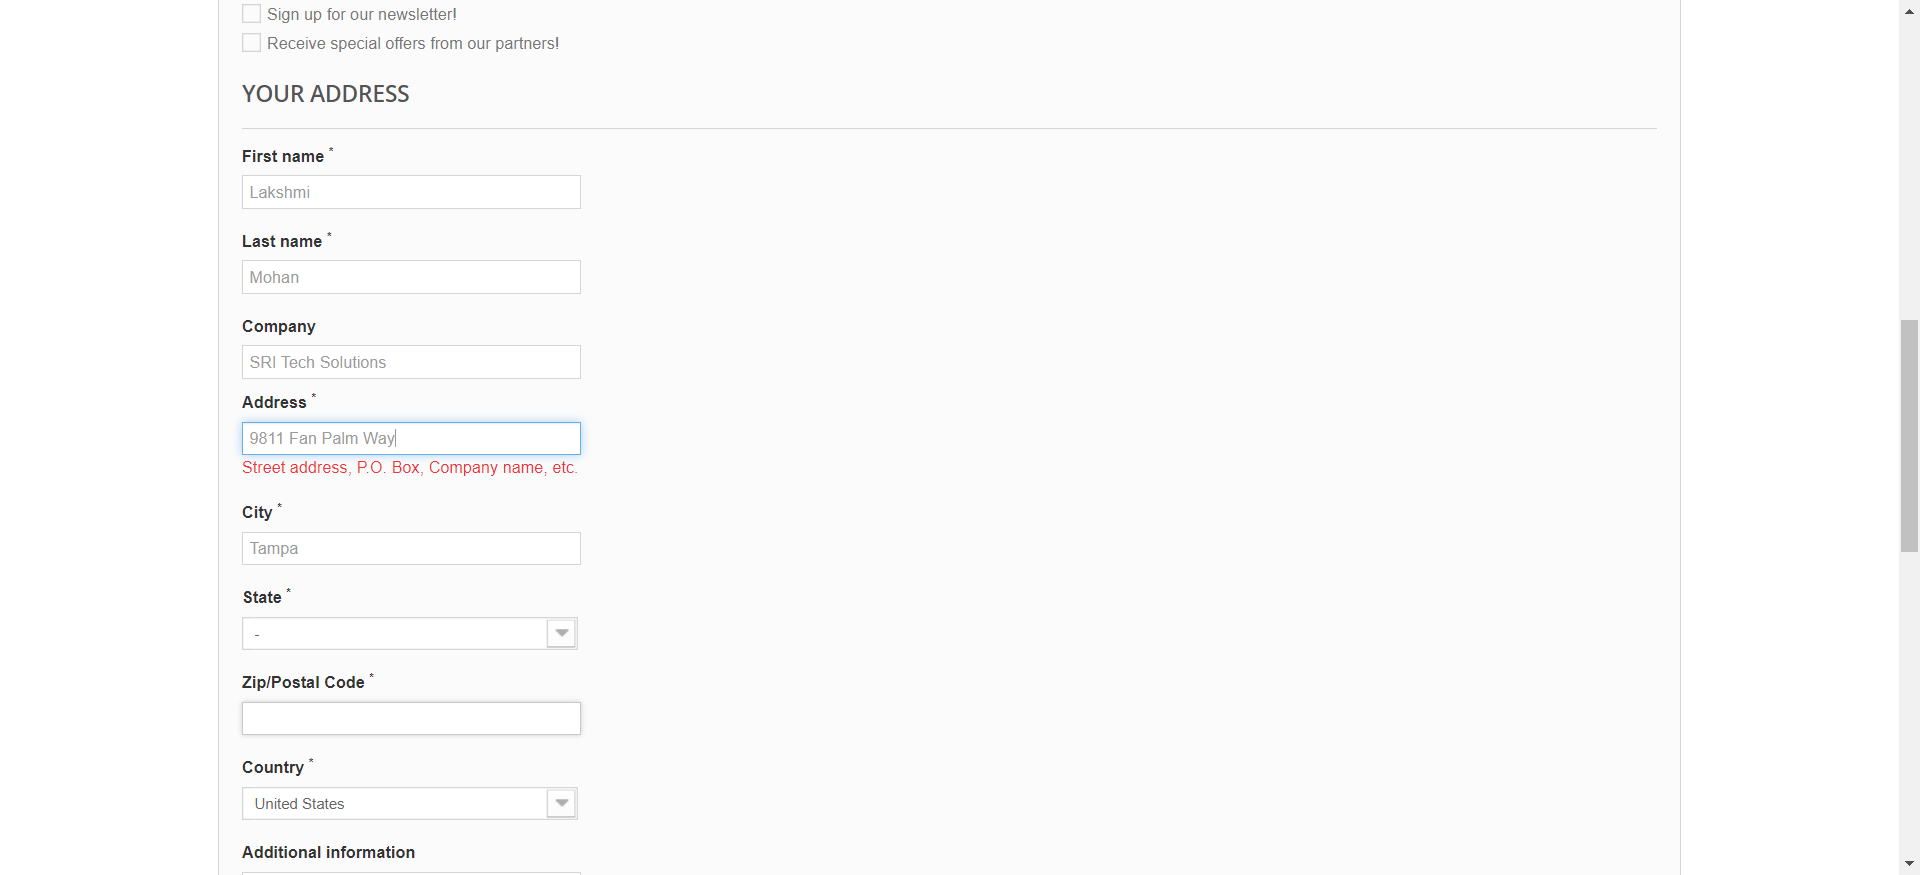 Sign up for our newsletter!
Receive special offers from our partners!
YOUR ADDRESS
First name *
Lakshmi
Last name *
Mohan
Company
SRI Tech Solutions
Address *
9811 Fan Palm Way
Street address, P.O. Box, Company name, etc.
City *
Tampa
State *
-
Zip/Postal Code *
Country *
United States
Additional information